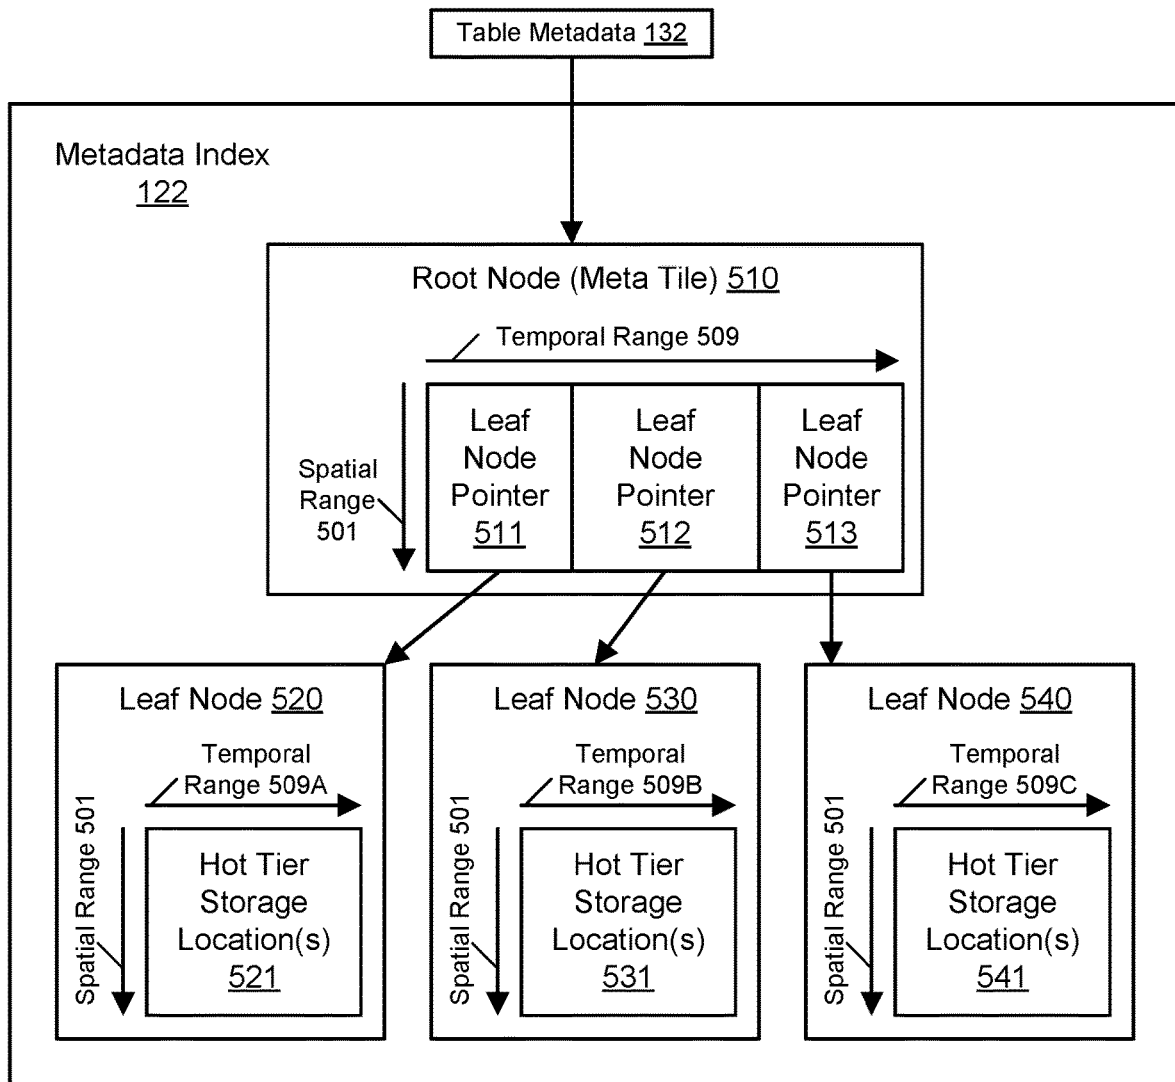 Table Metadata 132
Metadata Index
122
Root Node (Meta Tile) 510
Temporal Range 509
Spatial
Range
501
Leaf
Node
Pointer
511
Leaf
Node
Pointer
512
Leaf
Node
Pointer
513
Leaf Node 520
Temporal
Range 509A
Spatial Range 501
Hot Tier
Storage
Location(s)
521
Leaf Node 530
Temporal
Range 509B
Spatial Range 501
Hot Tier
Storage
Location(s)
531
Leaf Node 540
Temporal
Range 509C
Spatial Range 501
Hot Tier
Storage
Location(s)
541